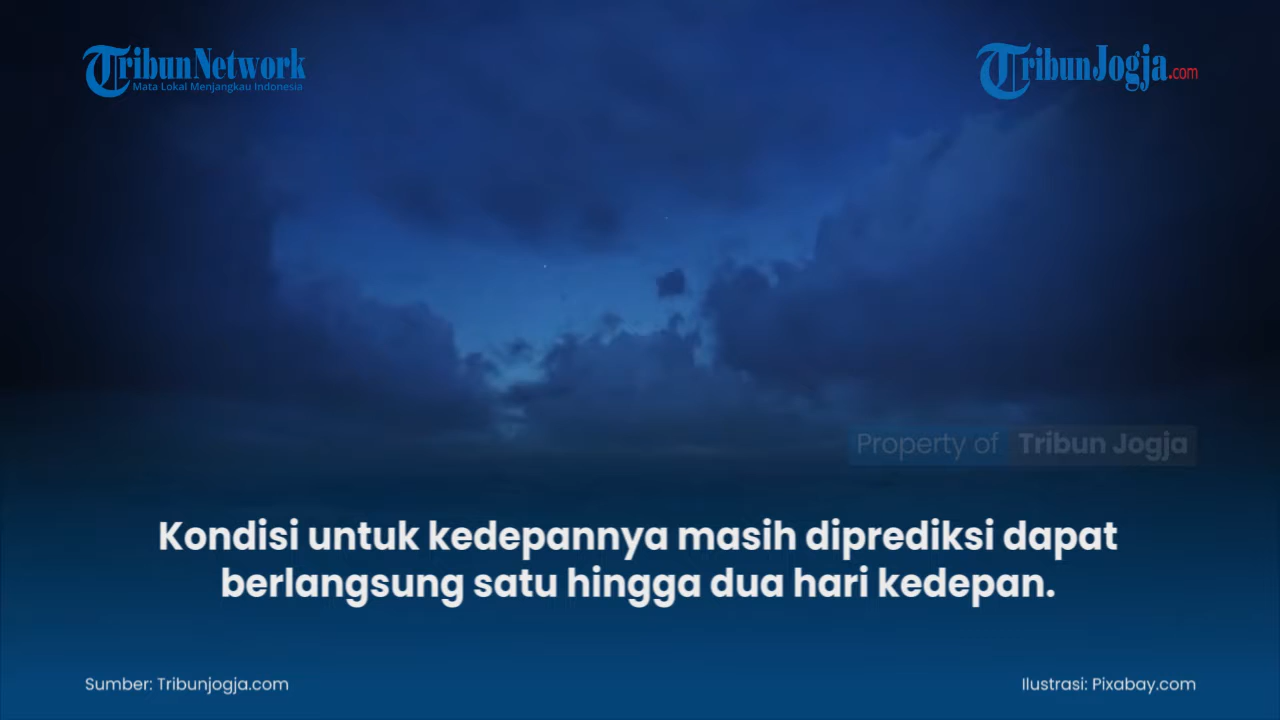 TribunNetwork
Mata Lokal Menjangkau Indonesia
TribunJogja.com
Property of Tribun Jogja
Kondisi untuk kedepannya masih diprediksi dapat
berlangsung satu hingga dua hari kedepan.
Sumber: Tribunjogja.com
Ilustrasi: Pixabay.com